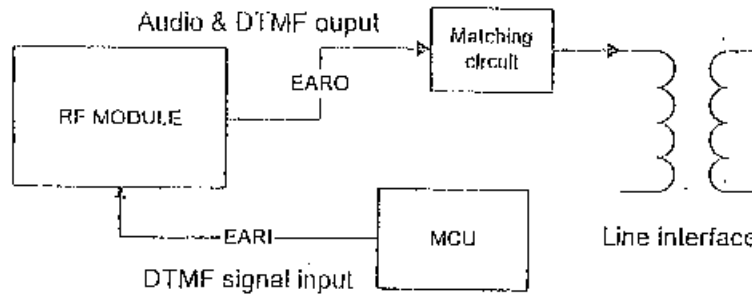 Audio & DTMF ouput
Matching
circuit
EARO
RF MODULE
EARI
MCU
Line interface
DTMF signal input